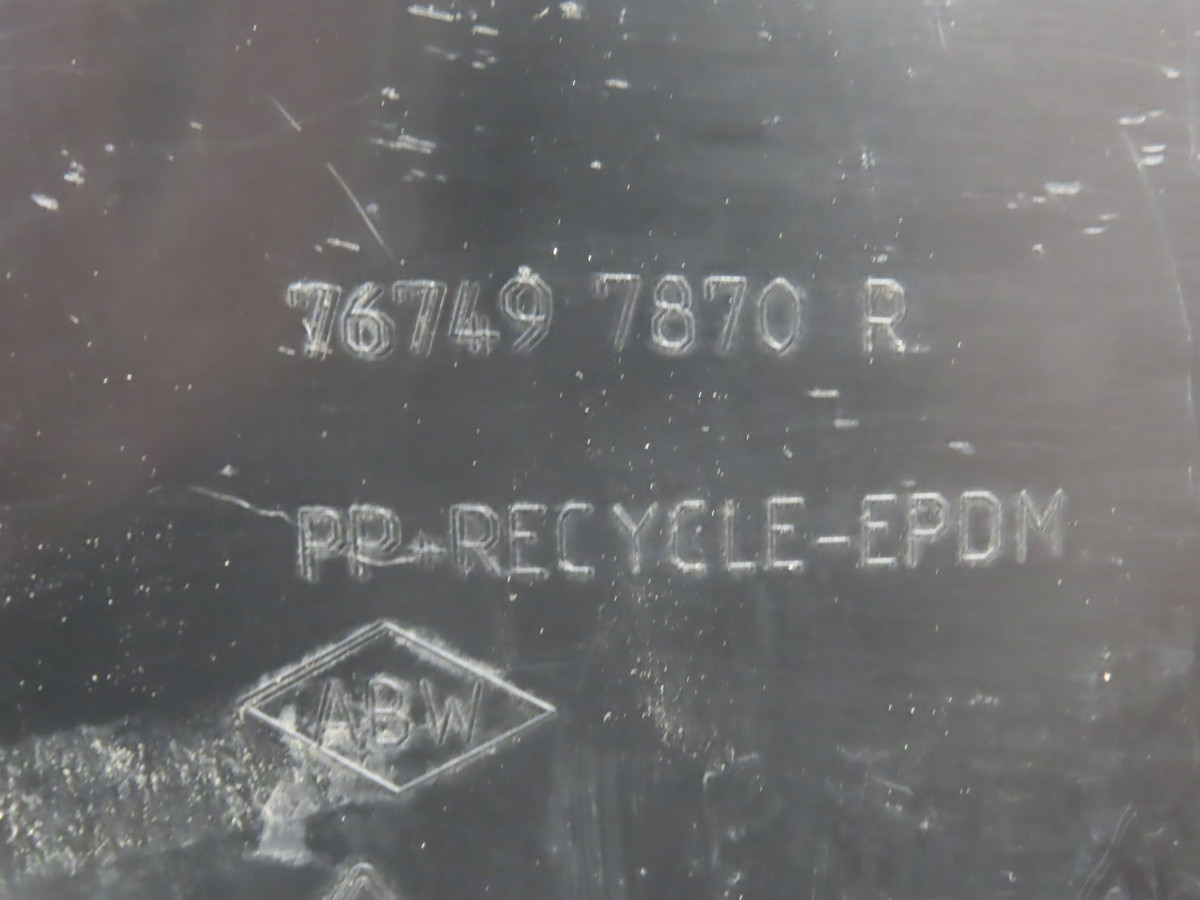 76749 7870 R
PP+RECYCLE-EPDM
ABW